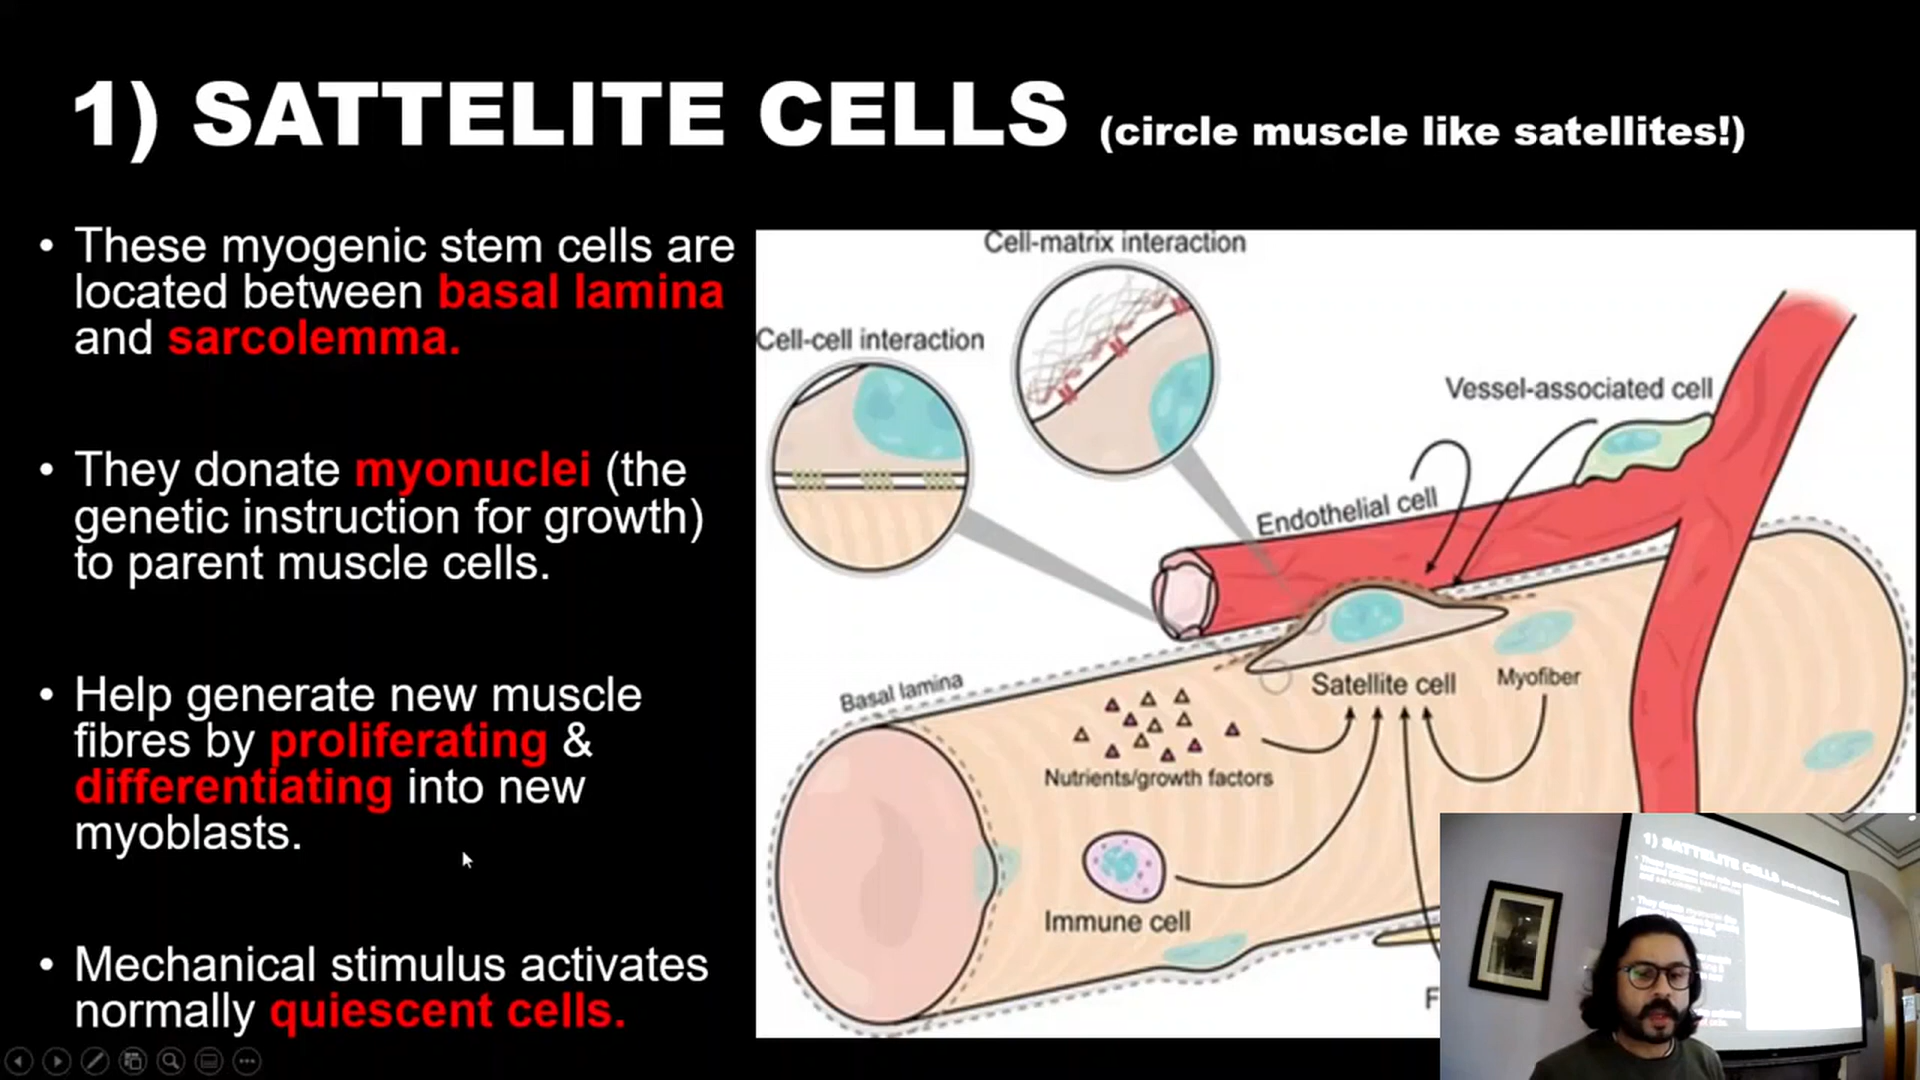 1) SATTELITE CELLS (circle muscle like satellites!)
• These myogenic stem cells are
located between basal lamina
and sarcolemma.
• They donate myonuclei (the
genetic instruction for growth)
to parent muscle cells.
• Help generate new muscle
fibres by proliferating &
differentiating into new
myoblasts.
• Mechanical stimulus activates
normally quiescent cells.
Cell-matrix interaction
Cell-cell interaction
Vessel-associated cell
Endothelial cell
Basal lamina
Satellite cell
Myofiber
Nutrients/growth factors
Immune cell
F
1) SATTELITE CELLS